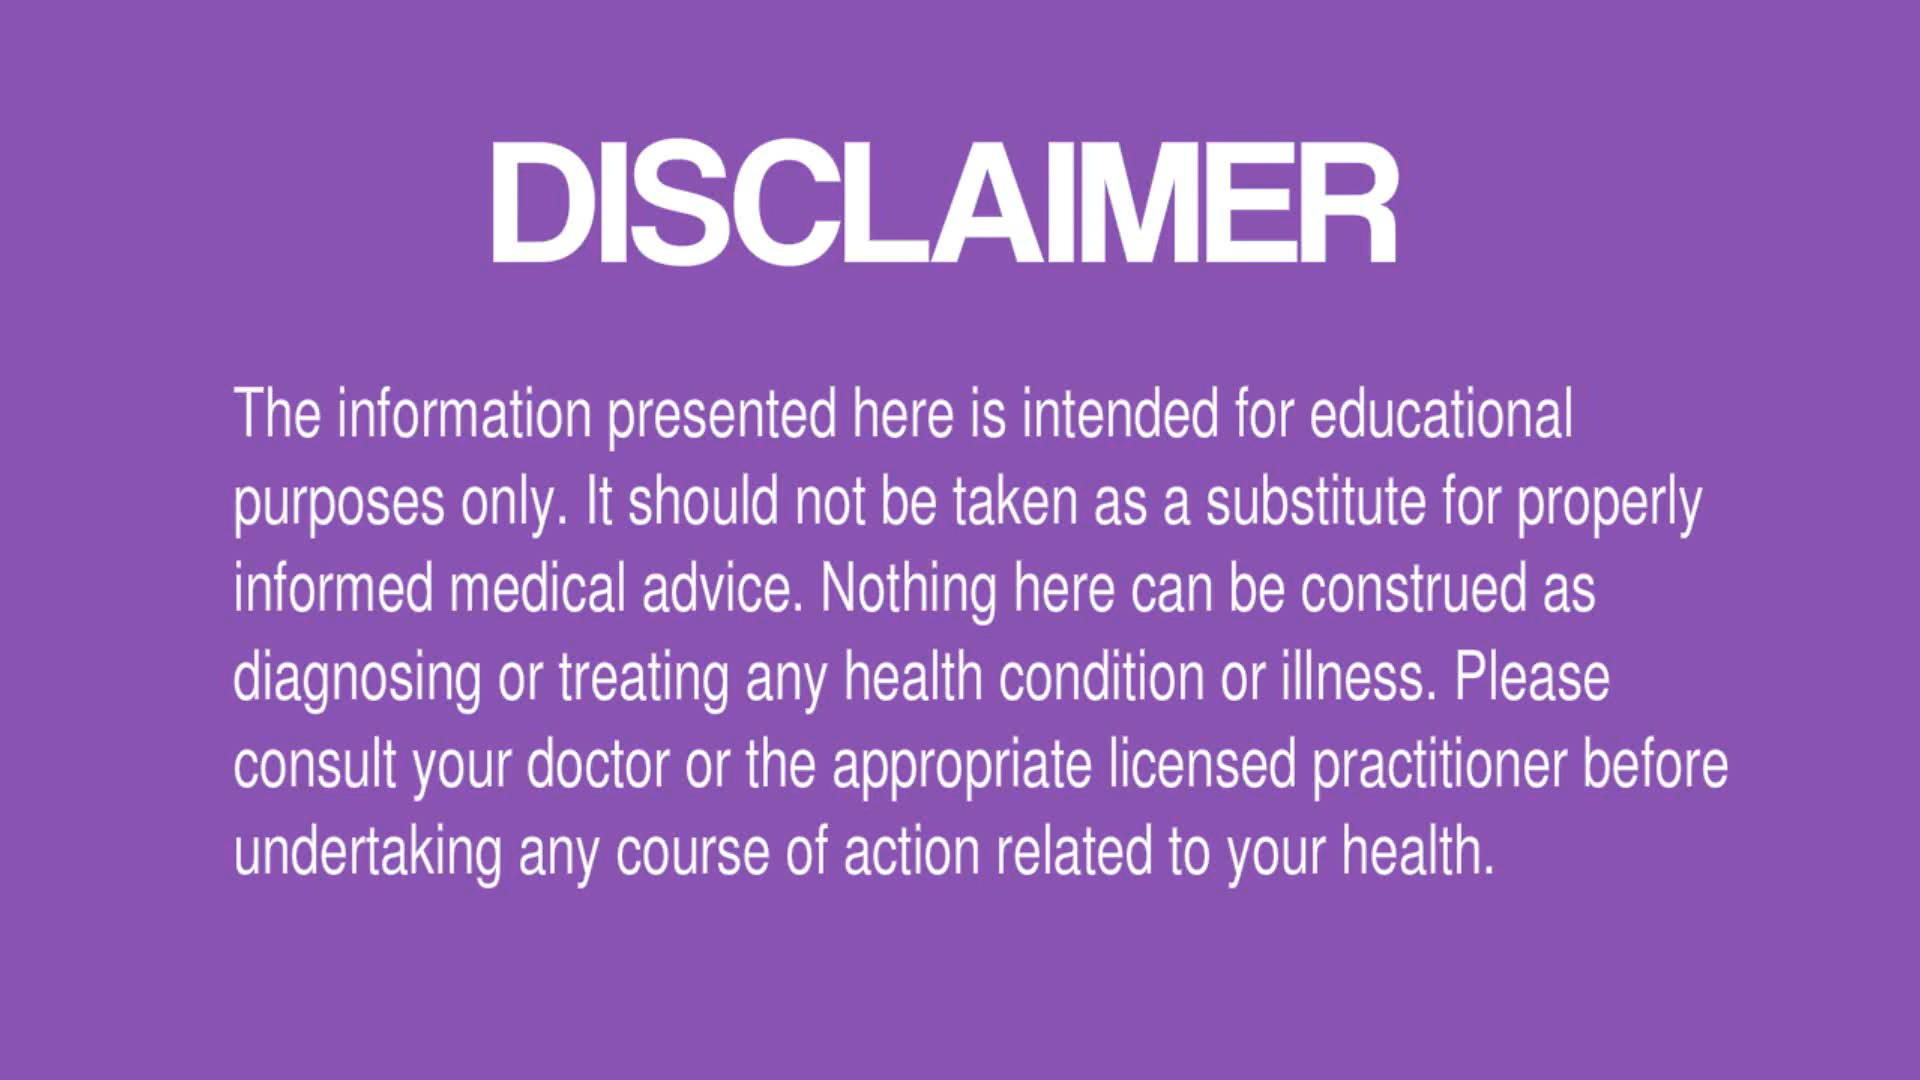 DISCLAIMER
The information presented here is intended for educational
purposes only. It should not be taken as a substitute for properly
informed medical advice. Nothing here can be construed as
diagnosing or treating any health condition or illness. Please
consult your doctor or the appropriate licensed practitioner before
undertaking any course of action related to your health.